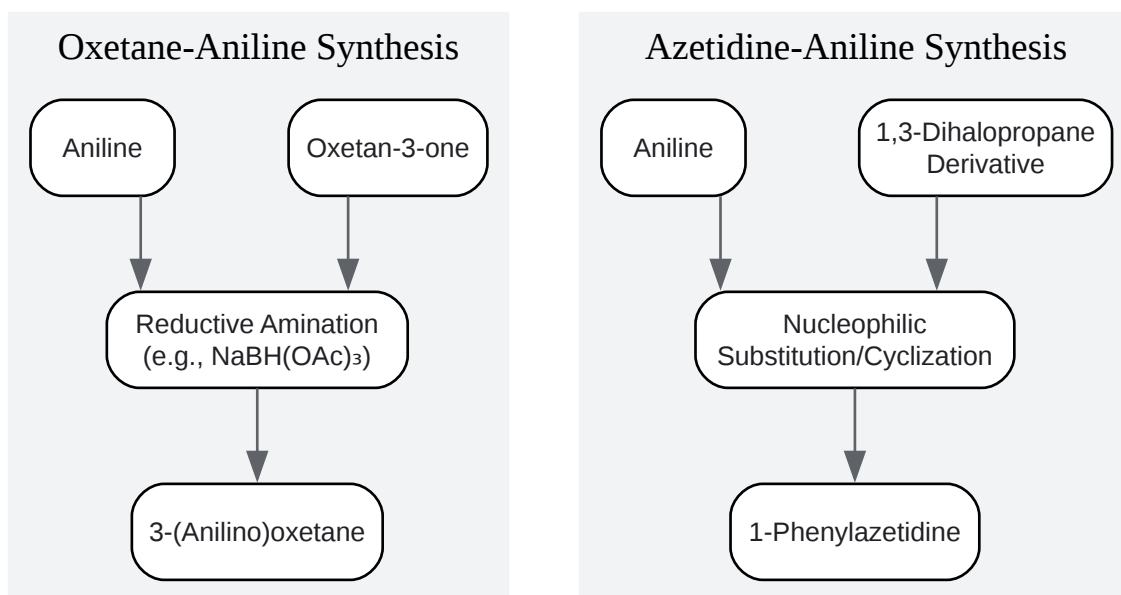 Oxetane-Aniline Synthesis
Aniline
Oxetan-3-one
Reductive Amination
(e.g., NaBH(OAc)₃)
3-(Anilino)oxetane
Azetidine-Aniline Synthesis
Aniline
1,3-Dihalopropane
Derivative
Nucleophilic
Substitution/Cyclization
1-Phenylazetidine